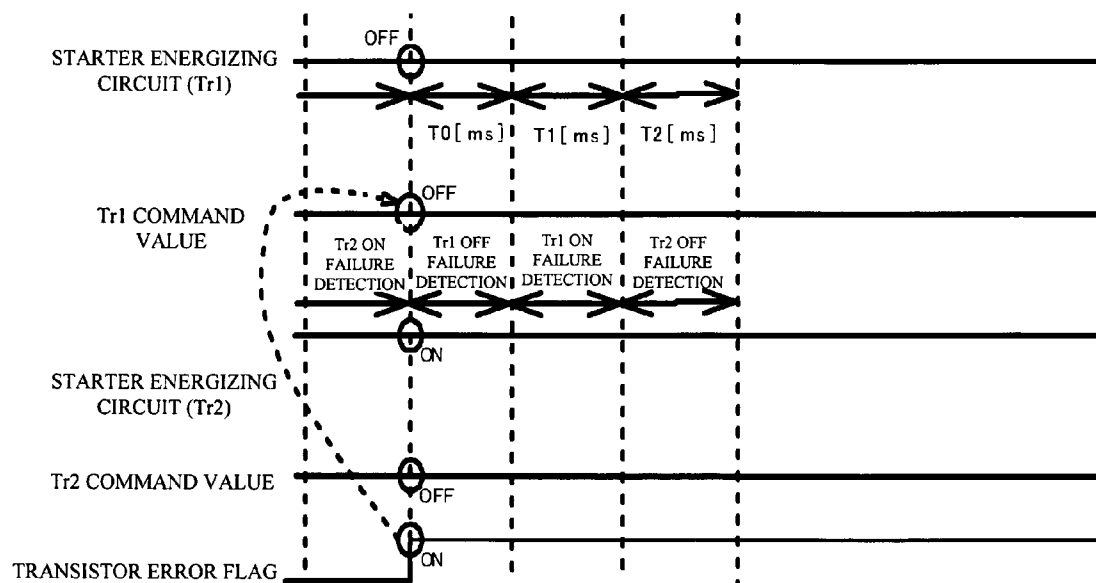 OFF
STARTER ENERGIZING
CIRCUIT (Tr1)
T0[ms]
T1[ms]
T2[ms]
OFF
Tr1 COMMAND
VALUE
Tr2 ON
FAILURE
DETECTION
Tr1 OFF
FAILURE
DETECTION
Tr1 ON
FAILURE
DETECTION
Tr2 OFF
FAILURE
DETECTION
ON
STARTER ENERGIZING
CIRCUIT (Tr2)
Tr2 COMMAND VALUE
OFF
ON
TRANSISTOR ERROR FLAG